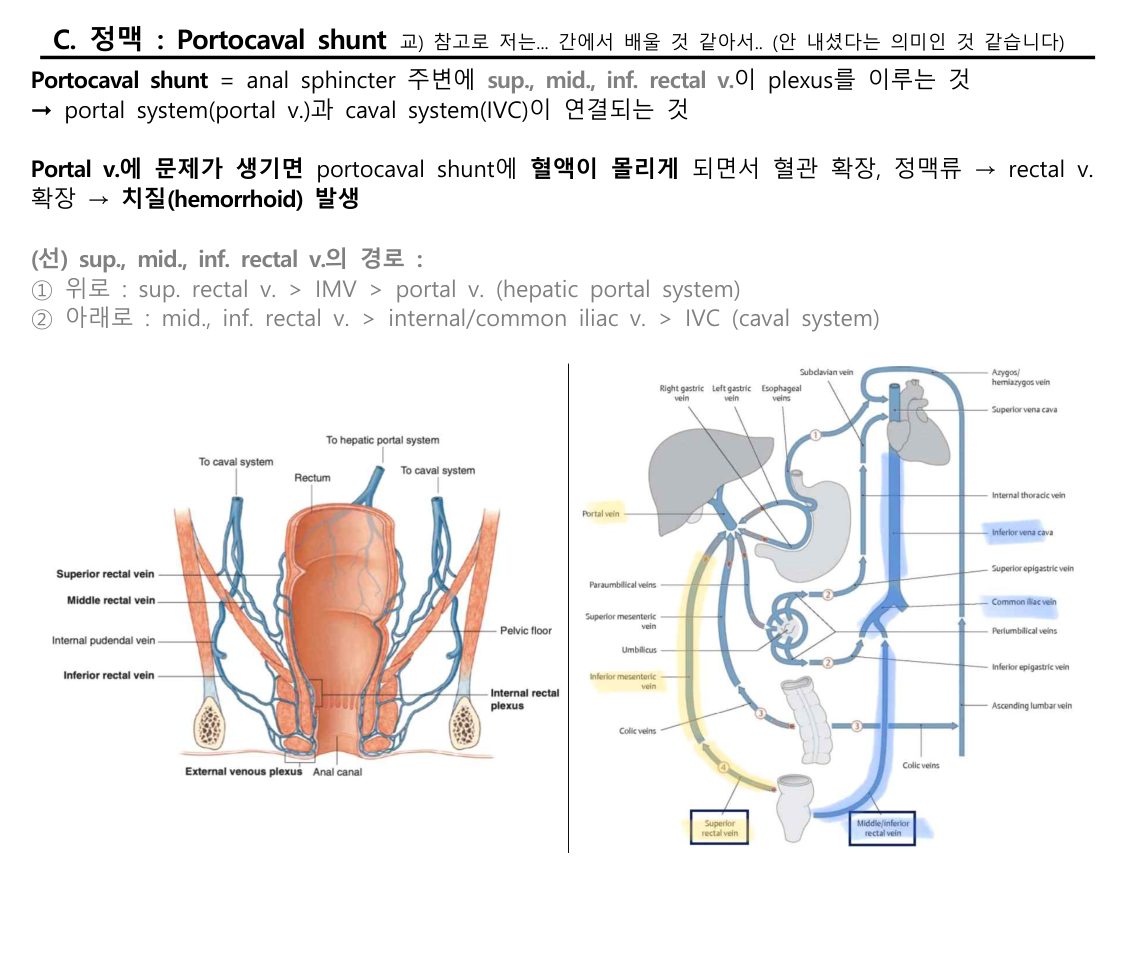 C. 정맥 : Portocaval shunt 교) 참고로 저는... 간에서 배울 것 같아서.. (안 내셨다는 의미인 것 같습니다)
Portocaval shunt = anal sphincter 주변에 sup., mid., inf. rectal v.이 plexus를 이루는 것
→ portal system(portal v.)과 caval system(IVC)이 연결되는 것
Portal v.에 문제가 생기면 portocaval shunt에 혈액이 몰리게 되면서 혈관 확장, 정맥류 → rectal v.
확장 → 치질(hemorrhoid) 발생
(선) sup., mid., inf. rectal v.의 경로 :
① 위로 : sup. rectal v. > IMV > portal v. (hepatic portal system)
② 아래로 : mid., inf. rectal v. > internal/common iliac v. > IVC (caval system)
To hepatic portal system
To caval system
To caval system
Rectum
Superior rectal vein
Middle rectal vein
Internal pudendal vein
Pelvic floor
Inferior rectal vein
Internal rectal
plexus
External venous plexus
Anal canal
Subclavian vein
Azygos/
hemiazygos vein
Right gastric
vein
Left gastric
vein
Esophageal
veins
Superior vena cava
1
Internal thoracic vein
Portal vein
Inferior vena cava
Superior epigastric vein
Paraumbilical veins
2
Common iliac vein
Superior mesenteric
vein
Periumbilical veins
Umbilicus
2
Inferior epigastric vein
Inferior mesenteric
vein
Ascending lumbar vein
3
3
Colic veins
Colic veins
4
Superior
rectal vein
Middle/inferior
rectal vein